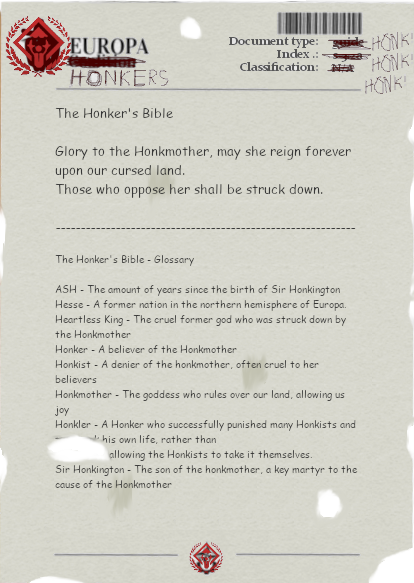 EUROPA
HONKERS
Document type: guide HONK!
Index .: HONK!
Classification: N/A HONK!
The Honker's Bible
Glory to the Honkmother, may she reign forever
upon our cursed land.
Those who oppose her shall be struck down.
------------------------------------------------------------
The Honker's Bible - Glossary
ASH - The amount of years since the birth of Sir Honkington
Hesse - A former nation in the northern hemisphere of Europa.
Heartless King - The cruel former god who was struck down by
the Honkmother
Honker - A believer of the Honkmother
Honkist - A denier of the honkmother, often cruel to her
believers
Honkmother - The goddess who rules over our land, allowing us
joy
Honkler - A Honker who successfully punished many Honkists and
his own life, rather than
allowing the Honkists to take it themselves.
Sir Honkington - The son of the honkmother, a key martyr to the
cause of the Honkmother